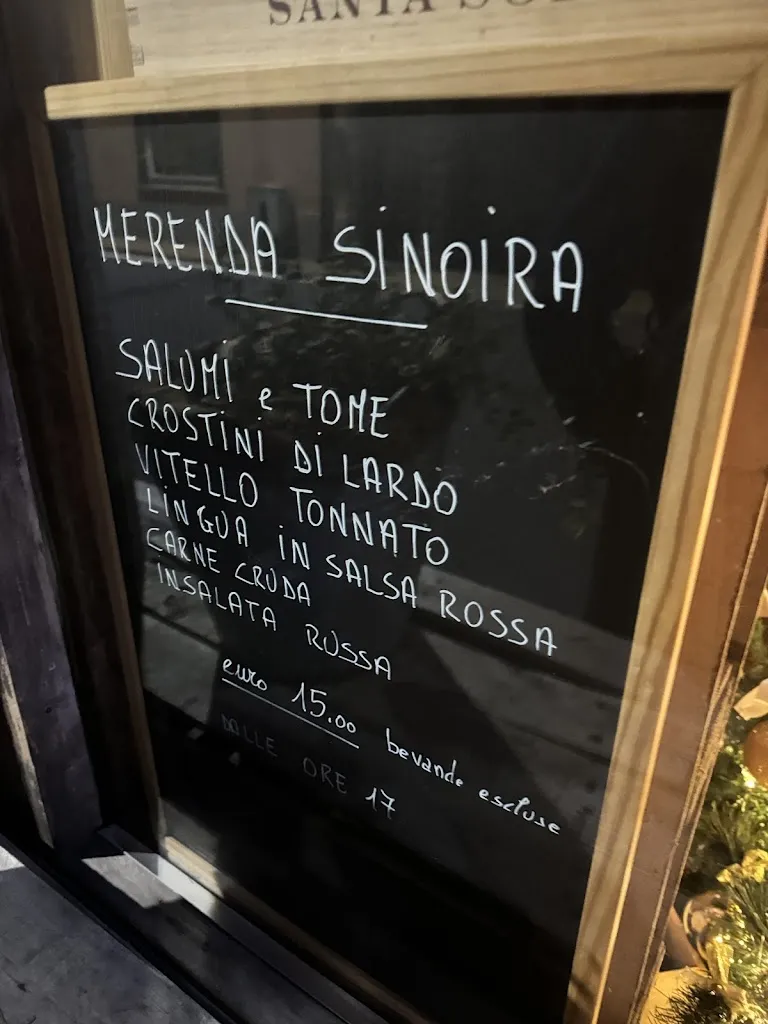 SANTA
MERENDA SINOIRA
SALUMI e TOME
CROSTINI DI LARDO
VITELLO TONNATO
LINGUA IN SALSA ROSSA
CARNE CRUDA
INSALATA RUSSA
euro 15.00 bevande escluse
DALLE ORE 17